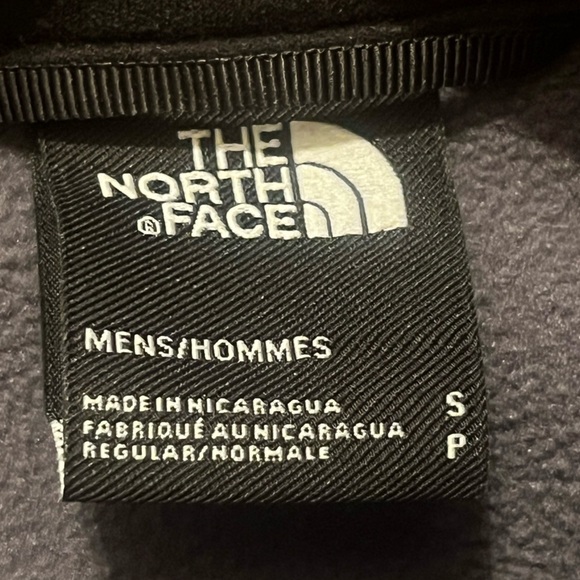 THE
NORTH
® FACE
MENS/HOMMES
MADE IN NICARAGUA S
FABRIQUÉ AU NICARAGUA
REGULAR/NORMALE P